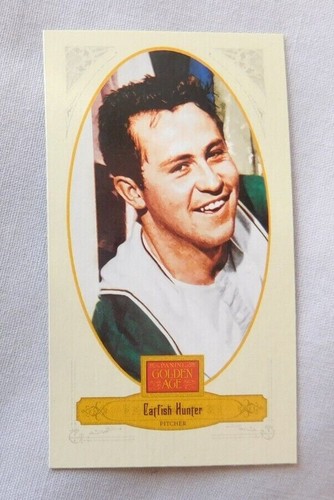 PANINI
GOLDEN
AGE
Catfish Hunter
PITCHER